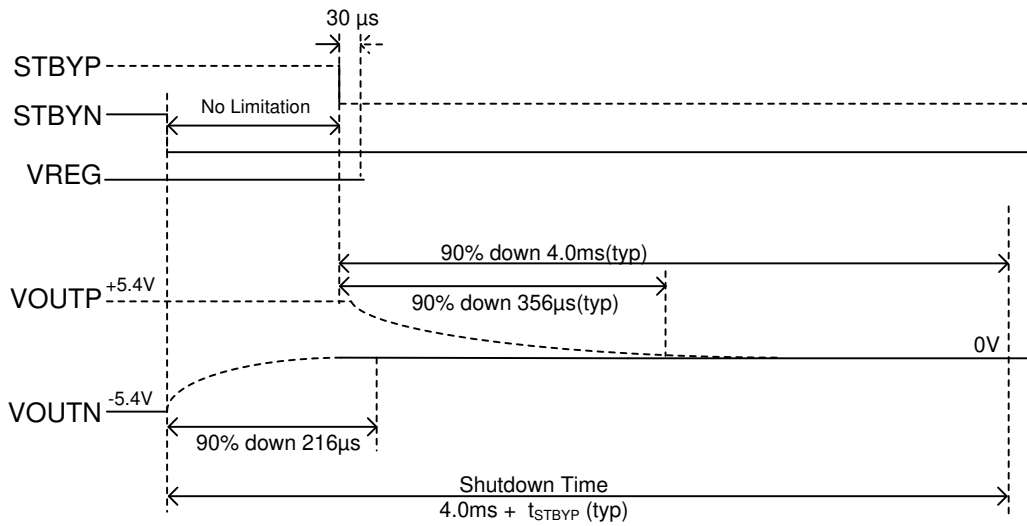 30 µs
STBYP
No Limitation
STBYN
VREG
90% down 4.0ms(typ)
+5.4V
VOUTP
90% down 356µs(typ)
0V
-5.4V
VOUTN
90% down 216µs
Shutdown Time
4.0ms + tSTBYP (typ)